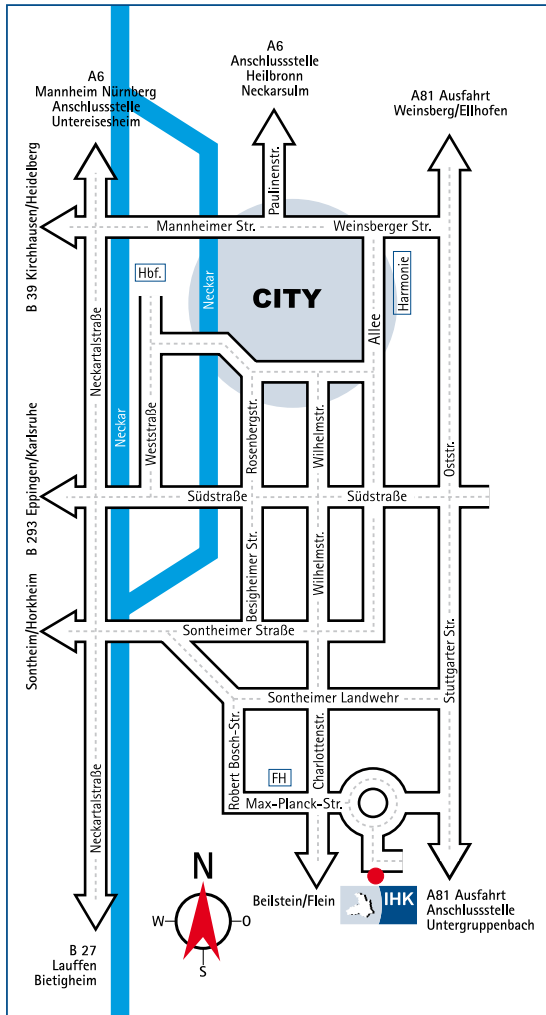 A6
Mannheim Nürnberg
Anschlussstelle
Untereisesheim
A6
Anschlussstelle
Heilbronn
Neckarsulm
A81 Ausfahrt
Weinsberg/Ellhofen
B 39 Kirchhausen/Heidelberg
Paulinenstr.
Mannheimer Str.
Weinsberger Str.
Hbf.
Neckar
CITY
Harmonie
Allee
Neckartalstraße
Neckar
Weststraße
Rosenbergstr.
Wilhelmstr.
Oststr.
B 293 Eppingen/Karlsruhe
Südstraße
Südstraße
Besigheimer Str.
Wilhelmstr.
Sontheim/Horkheim
Sontheimer Straße
Stuttgarter Str.
Sontheimer Landwehr
Neckartalstraße
Robert Bosch-Str.
Charlottenstr.
FH
Max-Planck-Str.
N
W
O
S
Beilstein/Flein
IHK
A81 Ausfahrt
Anschlussstelle
Untergruppenbach
B 27
Lauffen
Bietigheim